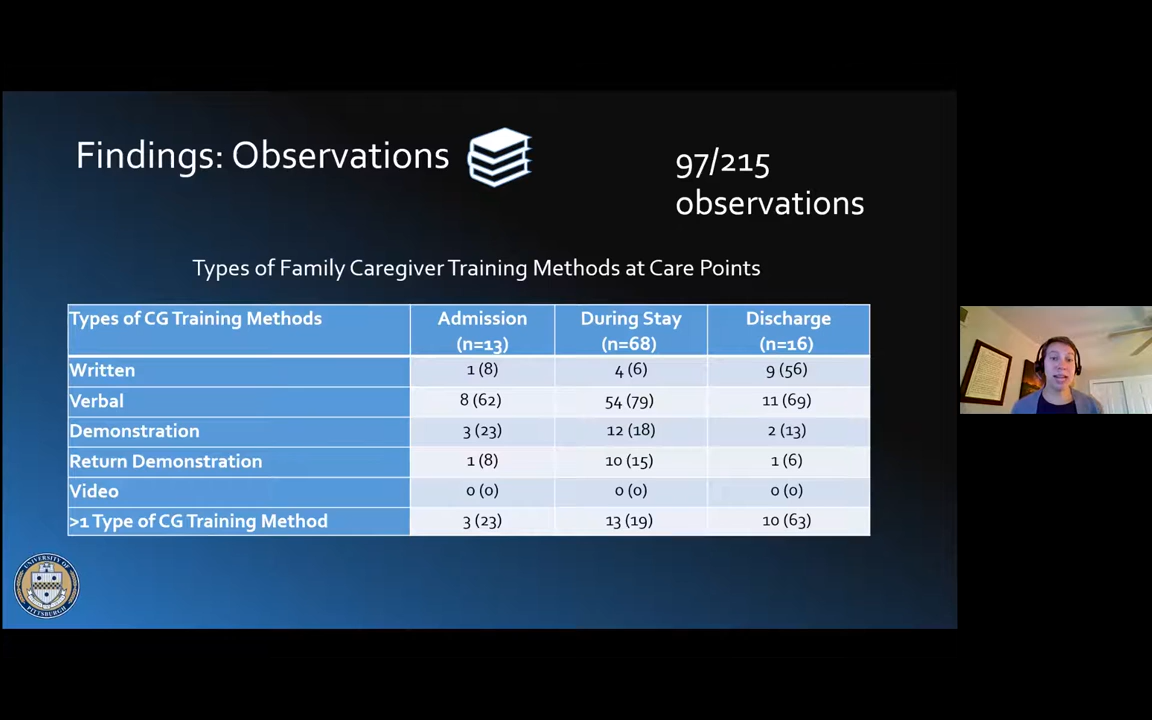 Findings: Observations
97/215
observations
Types of Family Caregiver Training Methods at Care Points
Types of CG Training Methods Admission (n=13) During Stay (n=68) Discharge (n=16)
Written 1 (8) 4 (6) 9 (56)
Verbal 8 (62) 54 (79) 11 (69)
Demonstration 3 (23) 12 (18) 2 (13)
Return Demonstration 1 (8) 10 (15) 1 (6)
Video 0 (0) 0 (0) 0 (0)
>1 Type of CG Training Method 3 (23) 13 (19) 10 (63)
UNIVERSITY OF
PITTSBURGH